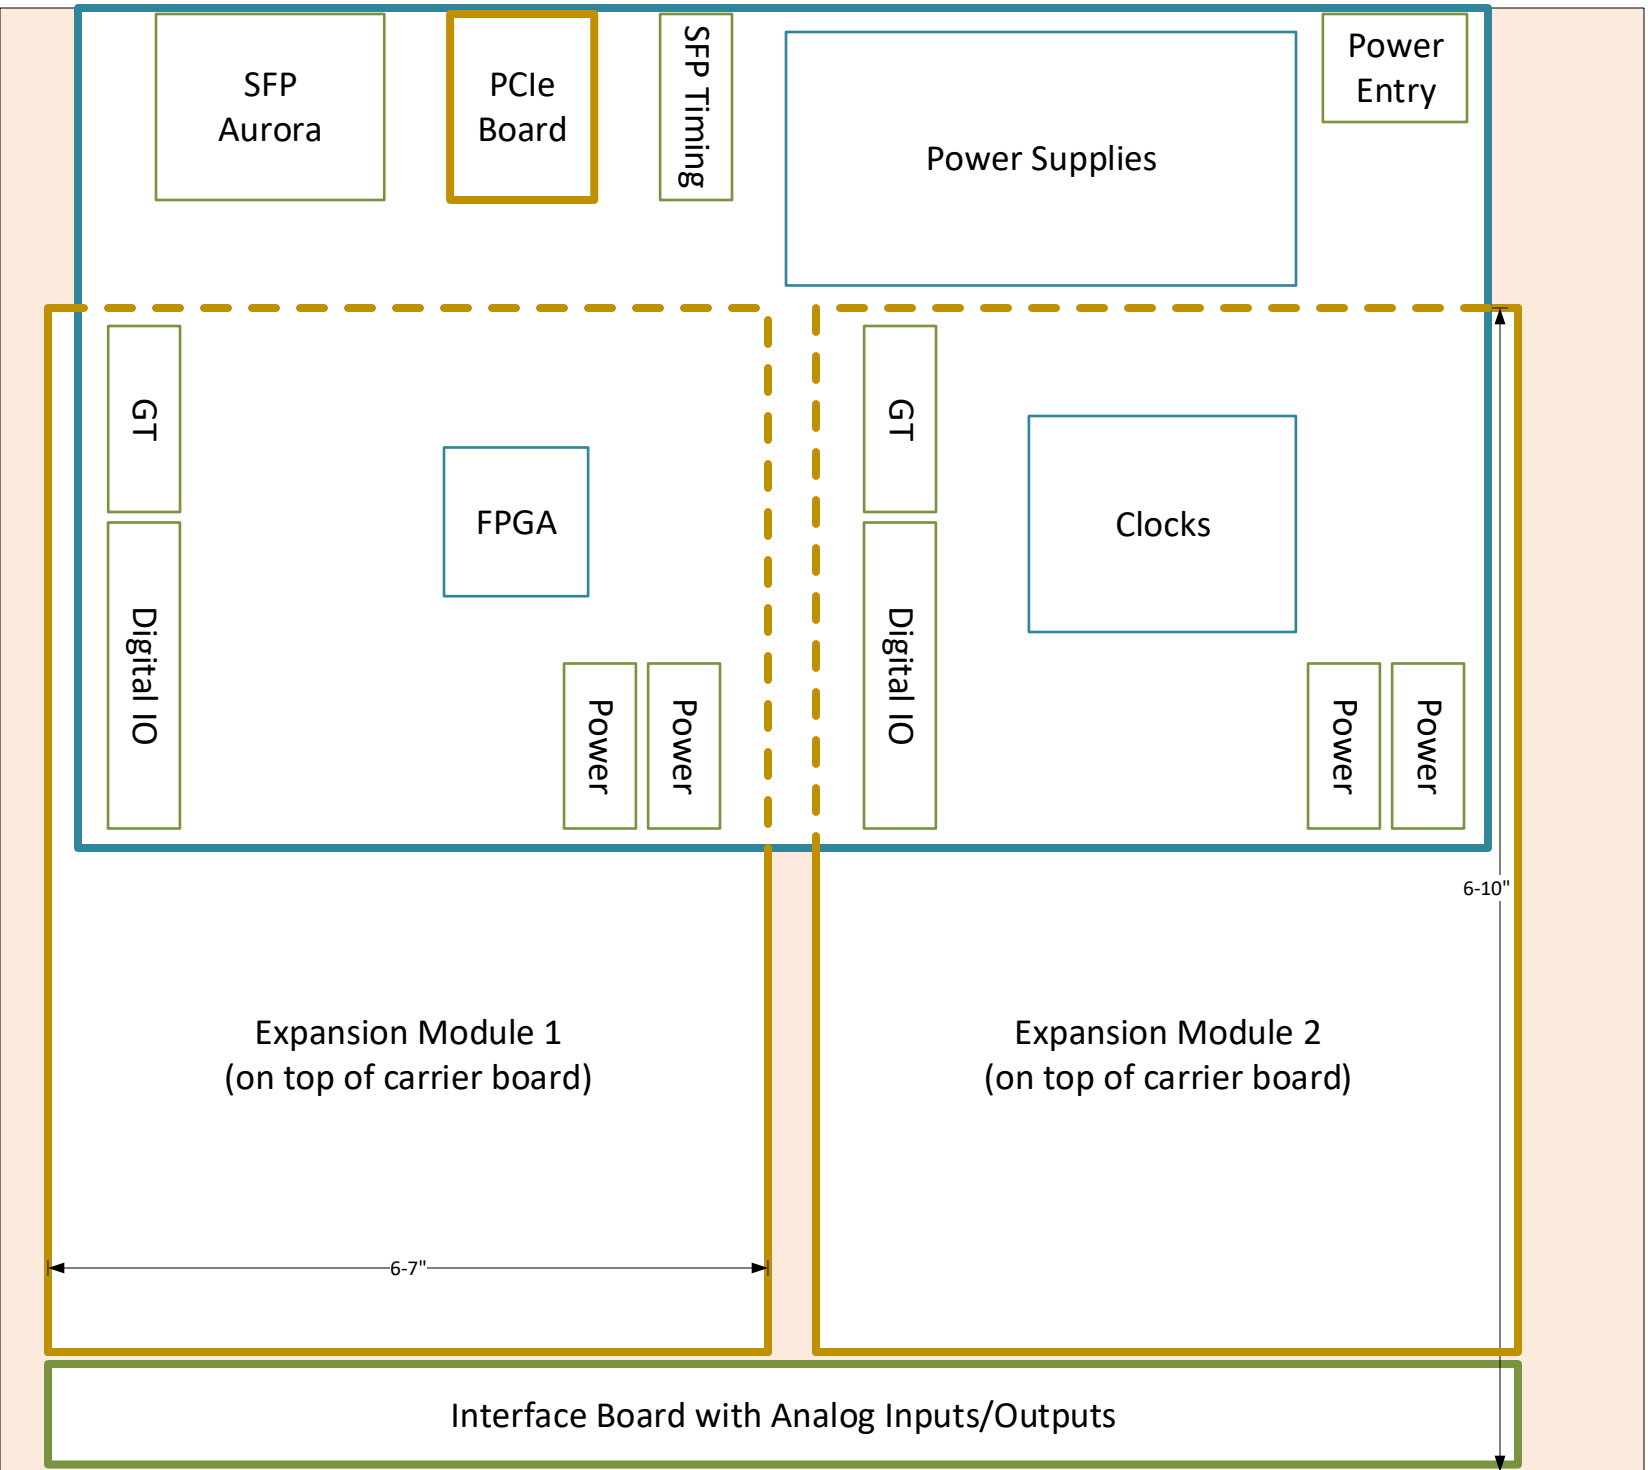 SFP
Aurora
PCIe
Board
SFP Timing
Power Supplies
Power
Entry
GT
FPGA
Digital IO
Power
Power
GT
Clocks
Digital IO
Power
Power
6-10"
Expansion Module 1
(on top of carrier board)
Expansion Module 2
(on top of carrier board)
6-7"
Interface Board with Analog Inputs/Outputs